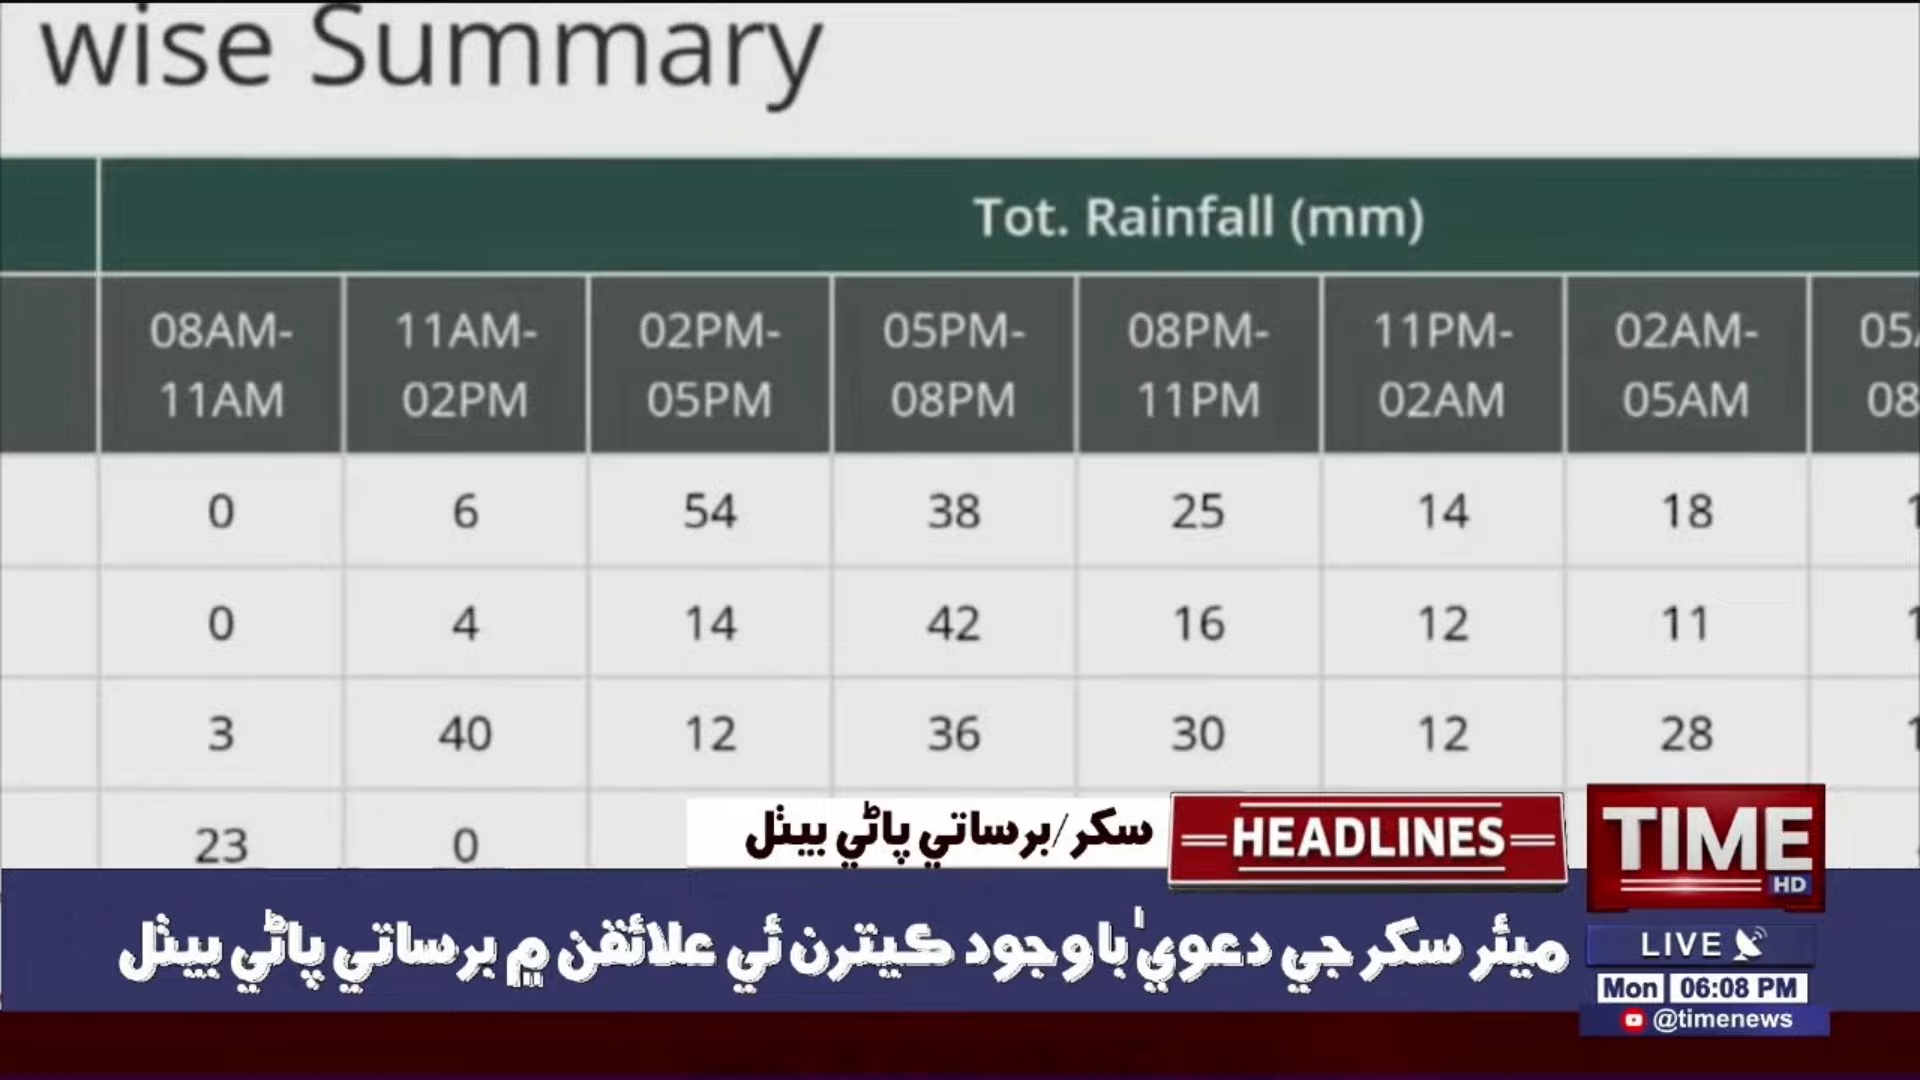 wise Summary
Tot. Rainfall (mm)
08AM-11AM 11AM-02PM 02PM-05PM 05PM-08PM 08PM-11PM 11PM-02AM 02AM-05AM
0 6 54 38 25 14 18
0 4 14 42 16 12 11
3 40 12 36 30 12 28
23 0
سکر/برساتي پاڻي بيٺل
HEADLINES
TIME
HD
ميئر سکر جي دعويٰ باوجود ڪيترن ئي علائقن ۾ برساتي پاڻي بيٺل
LIVE
Mon 06:08 PM
@timenews